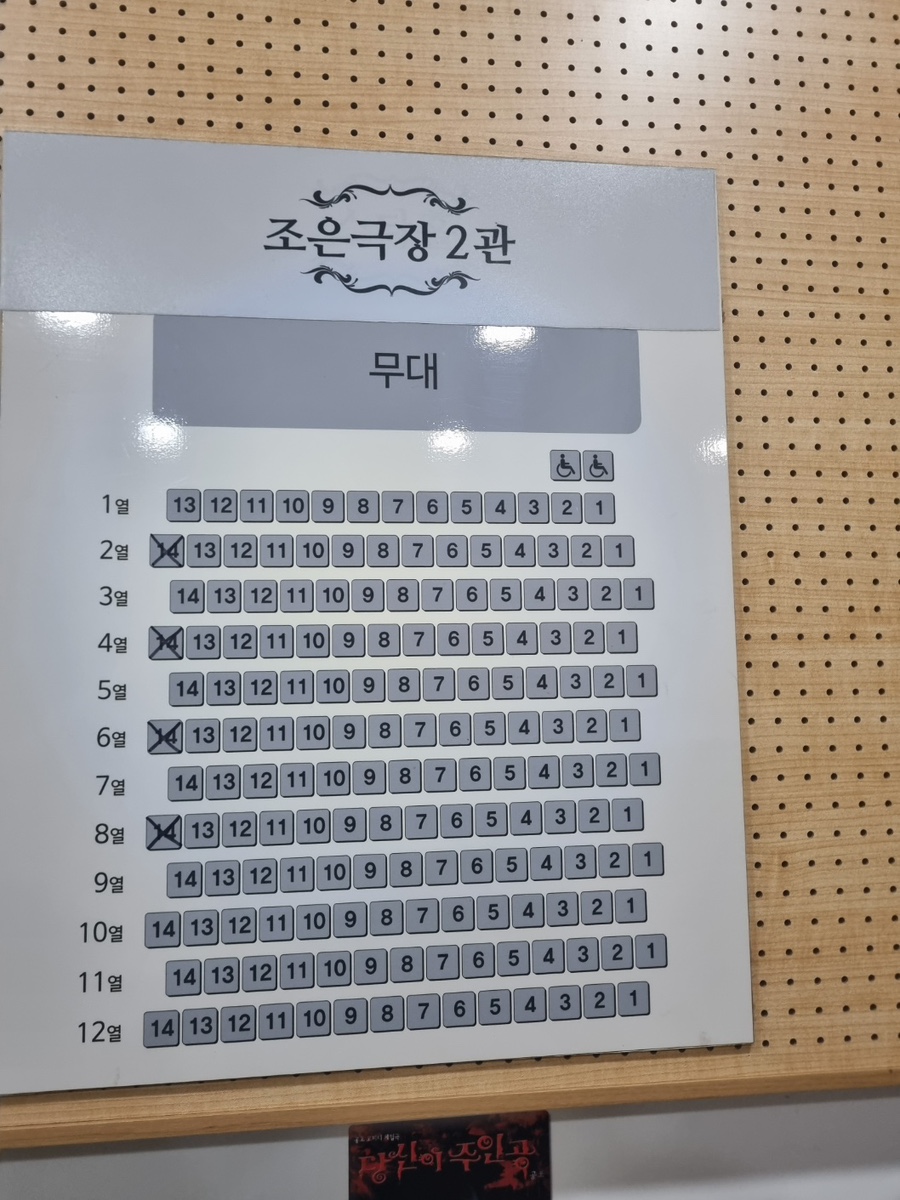 조은극장 2관
무대
1열 13 12 11 10 9 8 7 6 5 4 3 2 1
2열 14 13 12 11 10 9 8 7 6 5 4 3 2 1
3열 14 13 12 11 10 9 8 7 6 5 4 3 2 1
4열 14 13 12 11 10 9 8 7 6 5 4 3 2 1
5열 14 13 12 11 10 9 8 7 6 5 4 3 2 1
6열 14 13 12 11 10 9 8 7 6 5 4 3 2 1
7열 14 13 12 11 10 9 8 7 6 5 4 3 2 1
8열 14 13 12 11 10 9 8 7 6 5 4 3 2 1
9열 14 13 12 11 10 9 8 7 6 5 4 3 2 1
10열 14 13 12 11 10 9 8 7 6 5 4 3 2 1
11열 14 13 12 11 10 9 8 7 6 5 4 3 2 1
12열 14 13 12 11 10 9 8 7 6 5 4 3 2 1
당신이 주인공